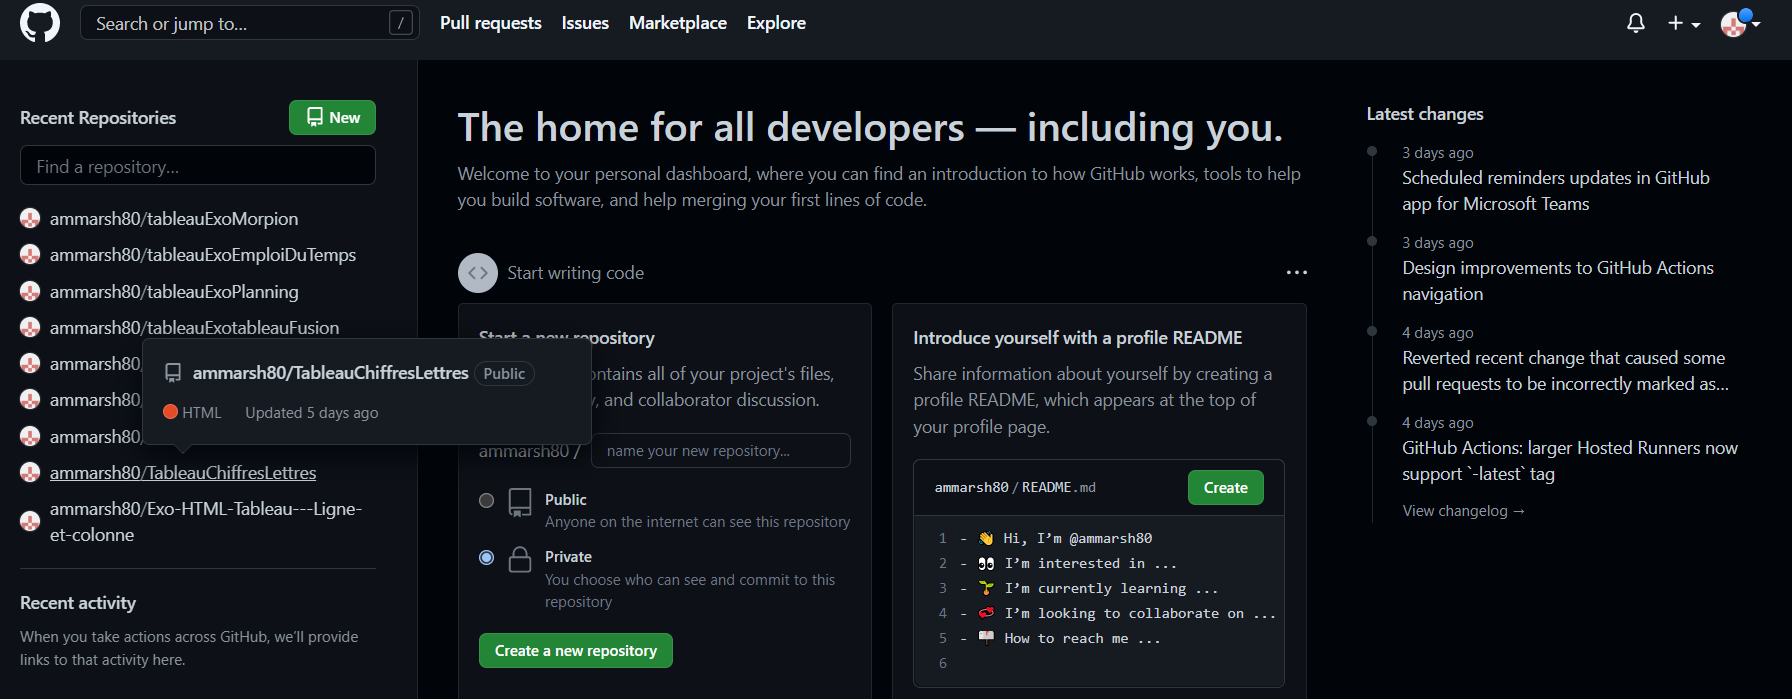 Search or jump to...
/
Pull requests
Issues
Marketplace
Explore
Recent Repositories
New
Find a repository...
ammarsh80/tableauExoMorpion
ammarsh80/tableauExoEmploiDuTemps
ammarsh80/tableauExoPlanning
ammarsh80/tableauExotableauFusion
ammarsh80/
ammarsh80/
ammarsh80/
ammarsh80/TableauChiffresLettres
ammarsh80/Exo-HTML-Tableau---Ligne-
et-colonne
ammarsh80/TableauChiffresLettres
Public
HTML
Updated 5 days ago
Recent activity
When you take actions across GitHub, we'll provide
links to that activity here.
The home for all developers — including you.
Welcome to your personal dashboard, where you can find an introduction to how GitHub works, tools to help
you build software, and help merging your first lines of code.
<> Start writing code
Start a new repository
ontains all of your project's files,
, and collaborator discussion.
ammarsh80 /
name your new repository...
Public
Anyone on the internet can see this repository
Private
You choose who can see and commit to this
repository
Create a new repository
Introduce yourself with a profile README
Share information about yourself by creating a
profile README, which appears at the top of
your profile page.
ammarsh80/README.md
Create
1 - 👋 Hi, I’m @ammarsh80
2 - 👀 I’m interested in ...
3 - 🌱 I’m currently learning ...
4 - 💞️ I’m looking to collaborate on ...
5 - 📫 How to reach me ...
6
Latest changes
3 days ago
Scheduled reminders updates in GitHub
app for Microsoft Teams
3 days ago
Design improvements to GitHub Actions
navigation
4 days ago
Reverted recent change that caused some
pull requests to be incorrectly marked as...
4 days ago
GitHub Actions: larger Hosted Runners now
support `-latest` tag
View changelog →